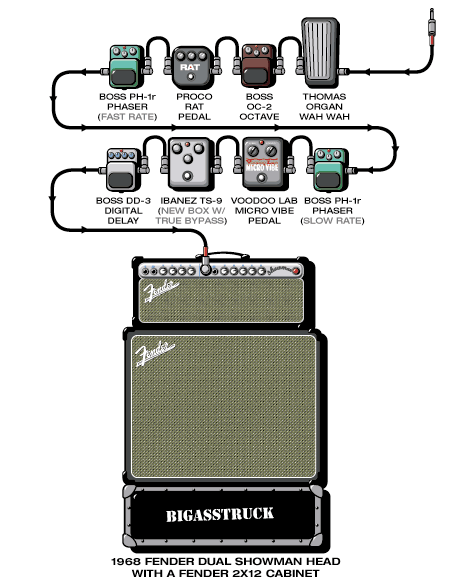 RAT
BOSS PH-1r
PHASER
(FAST RATE)
PROCO
RAT
PEDAL
BOSS
OC-2
OCTAVE
THOMAS
ORGAN
WAH WAH
MICRO VIBE
BOSS DD-3
DIGITAL
DELAY
IBANEZ TS-9
(NEW BOX W/
TRUE BYPASS)
VOODOO LAB
MICRO VIBE
PEDAL
BOSS PH-1r
PHASER
(SLOW RATE)
Fender
Fender
BIGASSTRUCK
1968 FENDER DUAL SHOWMAN HEAD
WITH A FENDER 2X12 CABINET